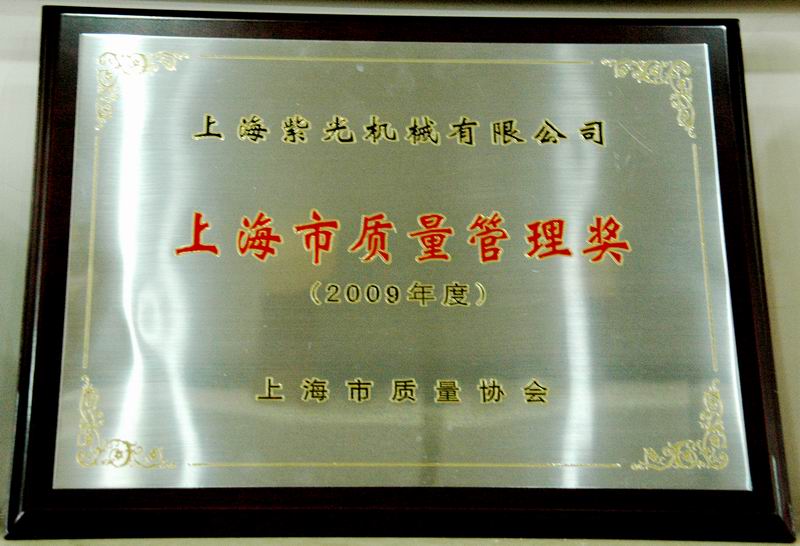 上海紫光机械有限公司
上海市质量管理奖
(2009年度)
上海市质量协会